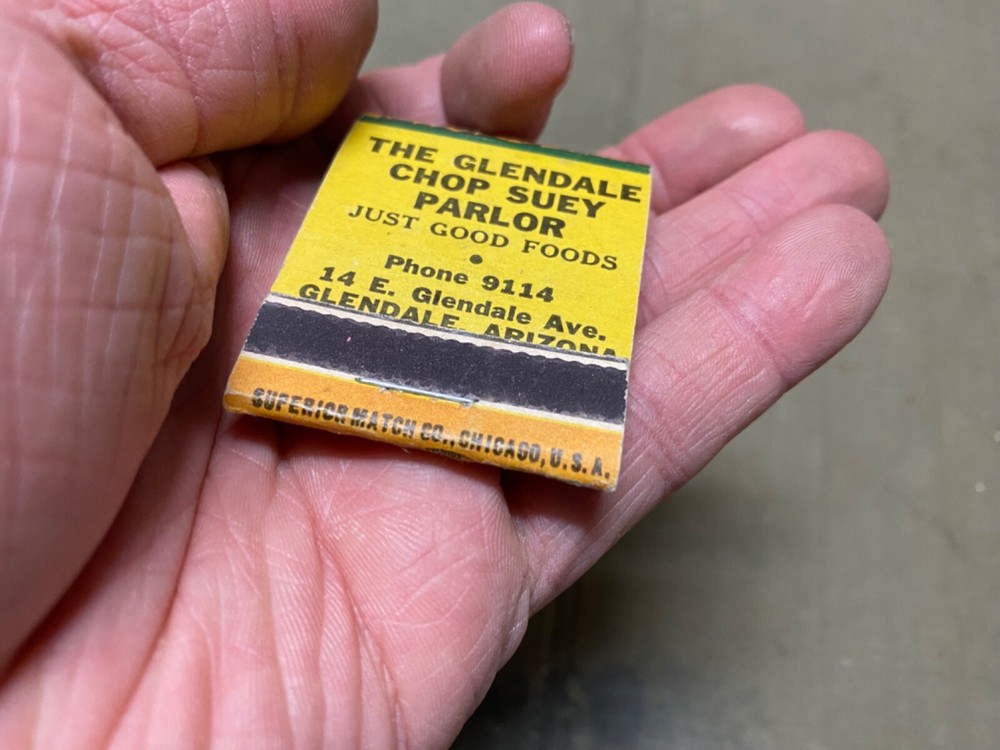 THE GLENDALE
CHOP SUEY
PARLOR
JUST GOOD FOODS
Phone 9114
14 E. Glendale Ave.
GLENDALE, ARIZONA
SUPERIOR MATCH CO., CHICAGO, U.S.A.